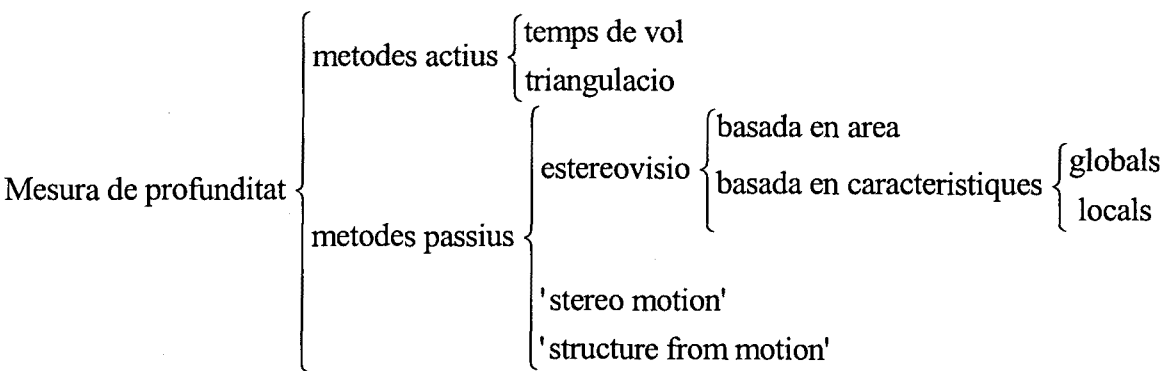 Mesura de profunditat
metodes actius
temps de vol
triangulacio
metodes passius
estereovisio
basada en area
basada en caracteristiques
globals
locals
'stereo motion'
'structure from motion'